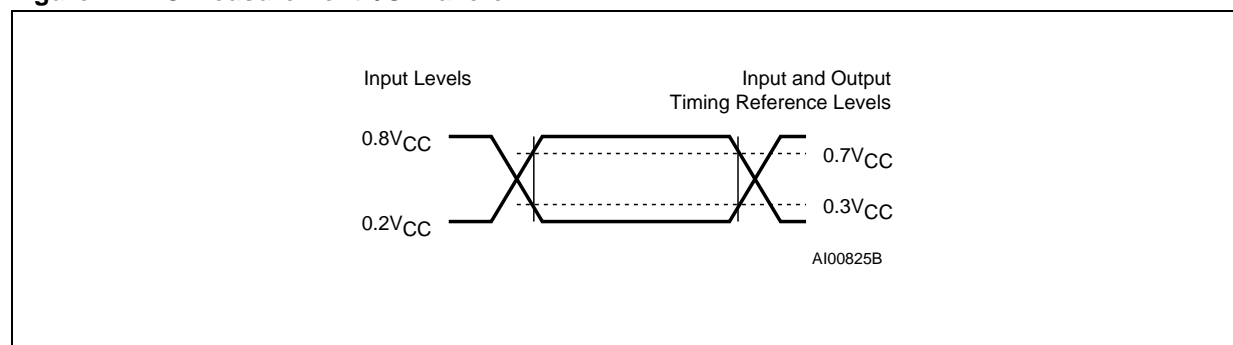 Input Levels
Input and Output
Timing Reference Levels
0.8VCC
0.7VCC
0.3VCC
0.2VCC
AI00825B